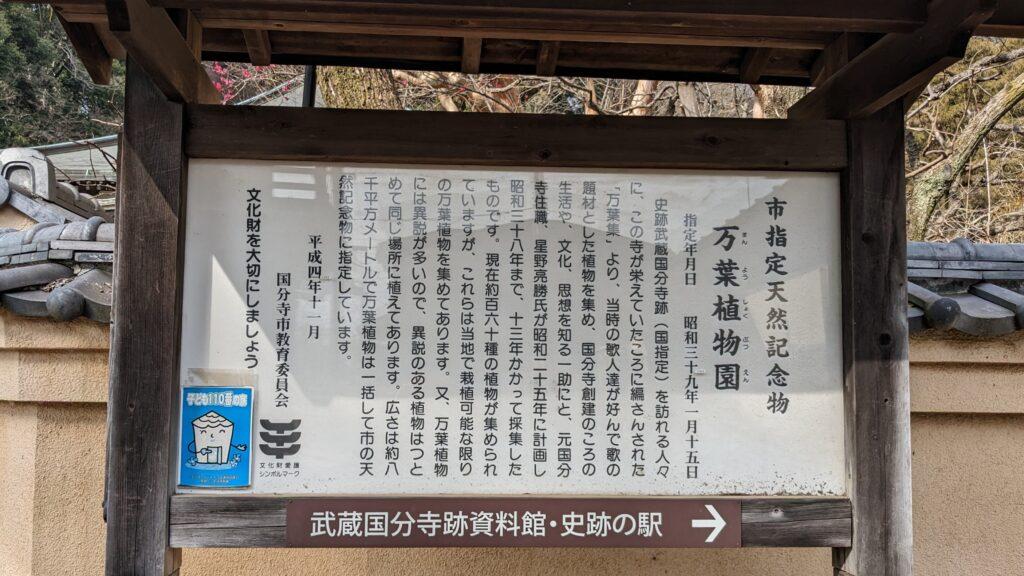 市指定天然記念物
万葉植物園
まん よう しょく ぶつ えん
指定年月日 昭和三十九年一月十五日
史跡武蔵国分寺跡（国指定）を訪れる人々
に、この寺が栄えていたころに編さんされた
「万葉集」より、当時の歌人達が好んで歌の
題材とした植物を集め、国分寺創建のころの
生活や、文化、思想を知る一助にと、元国分
寺住職、星野亮勝氏が昭和二十五年に計画し
昭和三十八年まで、十三年かかって採集した
ものです。現在約百六十種の植物が集められ
ていますが、これらは当地で栽植可能な限り
の万葉植物を集めてあります。又、万葉植物
には異説が多いので、異説のある植物はつと
めて同じ場所に植えてあります。広さは約八
千平方メートルで万葉植物は一括して市の天
然記念物に指定しています。
平成四年十一月
国分寺市教育委員会
文化財を大切にしましょう
文化財愛護
シンボルマーク
子ども110番の家
武蔵国分寺跡資料館・史跡の駅 →